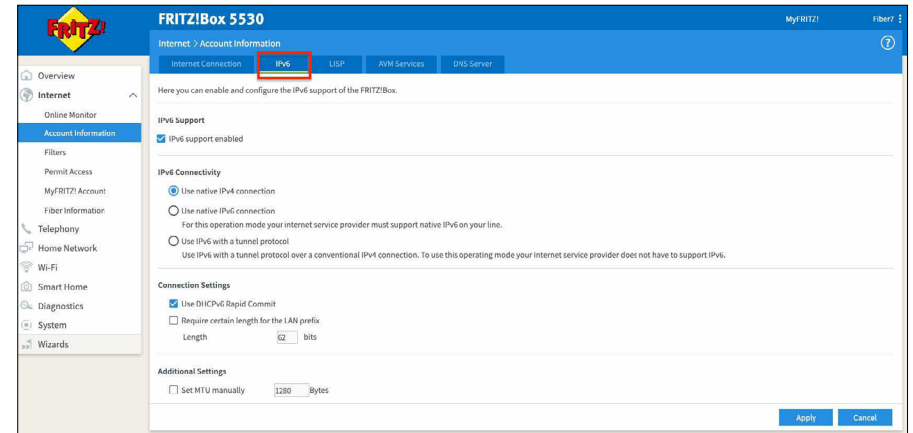 FRITZ!
FRITZ!Box 5530
MyFRITZ!
Fiber7
Internet > Account Information
?
Internet Connection
IPv6
LISP
AVM Services
DNS Server
Overview
Internet
Online Monitor
Account Information
Filters
Permit Access
MyFRITZ! Account
Fiber Information
Telephony
Home Network
Wi-Fi
Smart Home
Diagnostics
System
Wizards
Here you can enable and configure the IPv6 support of the FRITZ!Box.
IPv6 Support
IPv6 support enabled
IPv6 Connectivity
Use native IPv4 connection
Use native IPv6 connection
For this operation mode your internet service provider must support native IPv6 on your line.
Use IPv6 with a tunnel protocol
Use IPv6 with a tunnel protocol over a conventional IPv4 connection. To use this operating mode your internet service provider does not have to support IPv6.
Connection Settings
Use DHCPv6 Rapid Commit
Require certain length for the LAN prefix
Length 62 bits
Additional Settings
Set MTU manually 1280 Bytes
Apply
Cancel